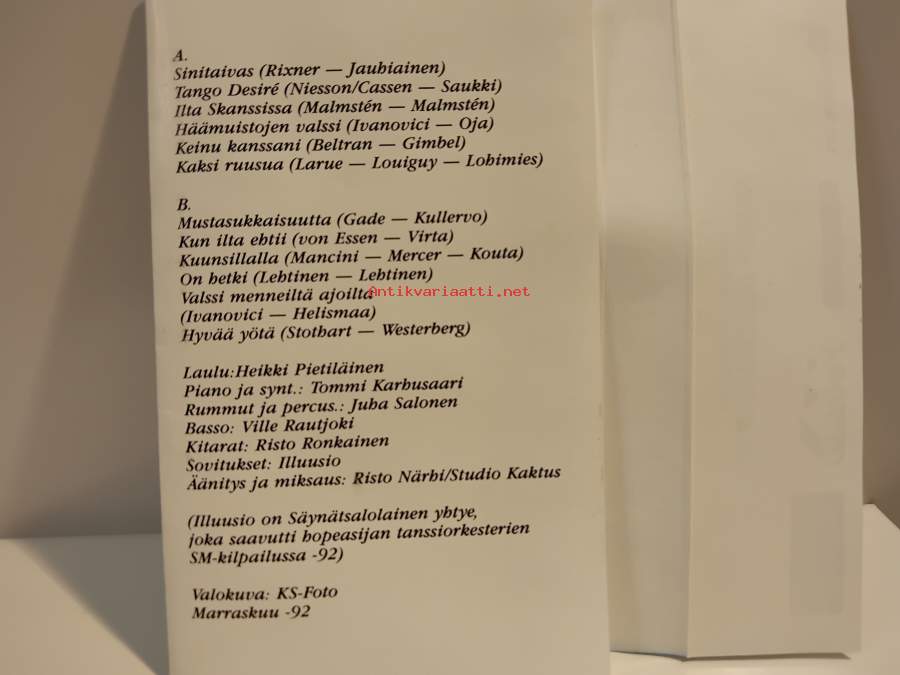 A.
Sinitaivas (Rixner — Jauhiainen)
Tango Desiré (Niesson/Cassen — Saukki)
Ilta Skanssissa (Malmstén — Malmstén)
Häämuistojen valssi (Ivanovici — Oja)
Keinu kanssani (Beltran — Gimbel)
Kaksi ruusua (Larue — Louiguy — Lohimies)
B.
Mustasukkaisuutta (Gade — Kullervo)
Kun ilta ehtii (von Essen — Virta)
Kuunsillalla (Mancini — Mercer — Kouta)
On hetki (Lehtinen — Lehtinen)
Valssi menneiltä ajoilta
Antikvariaatti.net
(Ivanovici — Helismaa)
Hyvää yötä (Stothart — Westerberg)
Laulu:Heikki Pietiläinen
Piano ja synt.: Tommi Karhusaari
Rummut ja percus.: Juha Salonen
Basso: Ville Rautjoki
Kitarat: Risto Ronkainen
Sovitukset: Illuusio
Äänitys ja miksaus: Risto Närhi/Studio Kaktus
(Illuusio on Säynätsalolainen yhtye,
joka saavutti hopeasijan tanssiorkesterien
SM-kilpailussa -92)
Valokuva: KS-Foto
Marraskuu -92